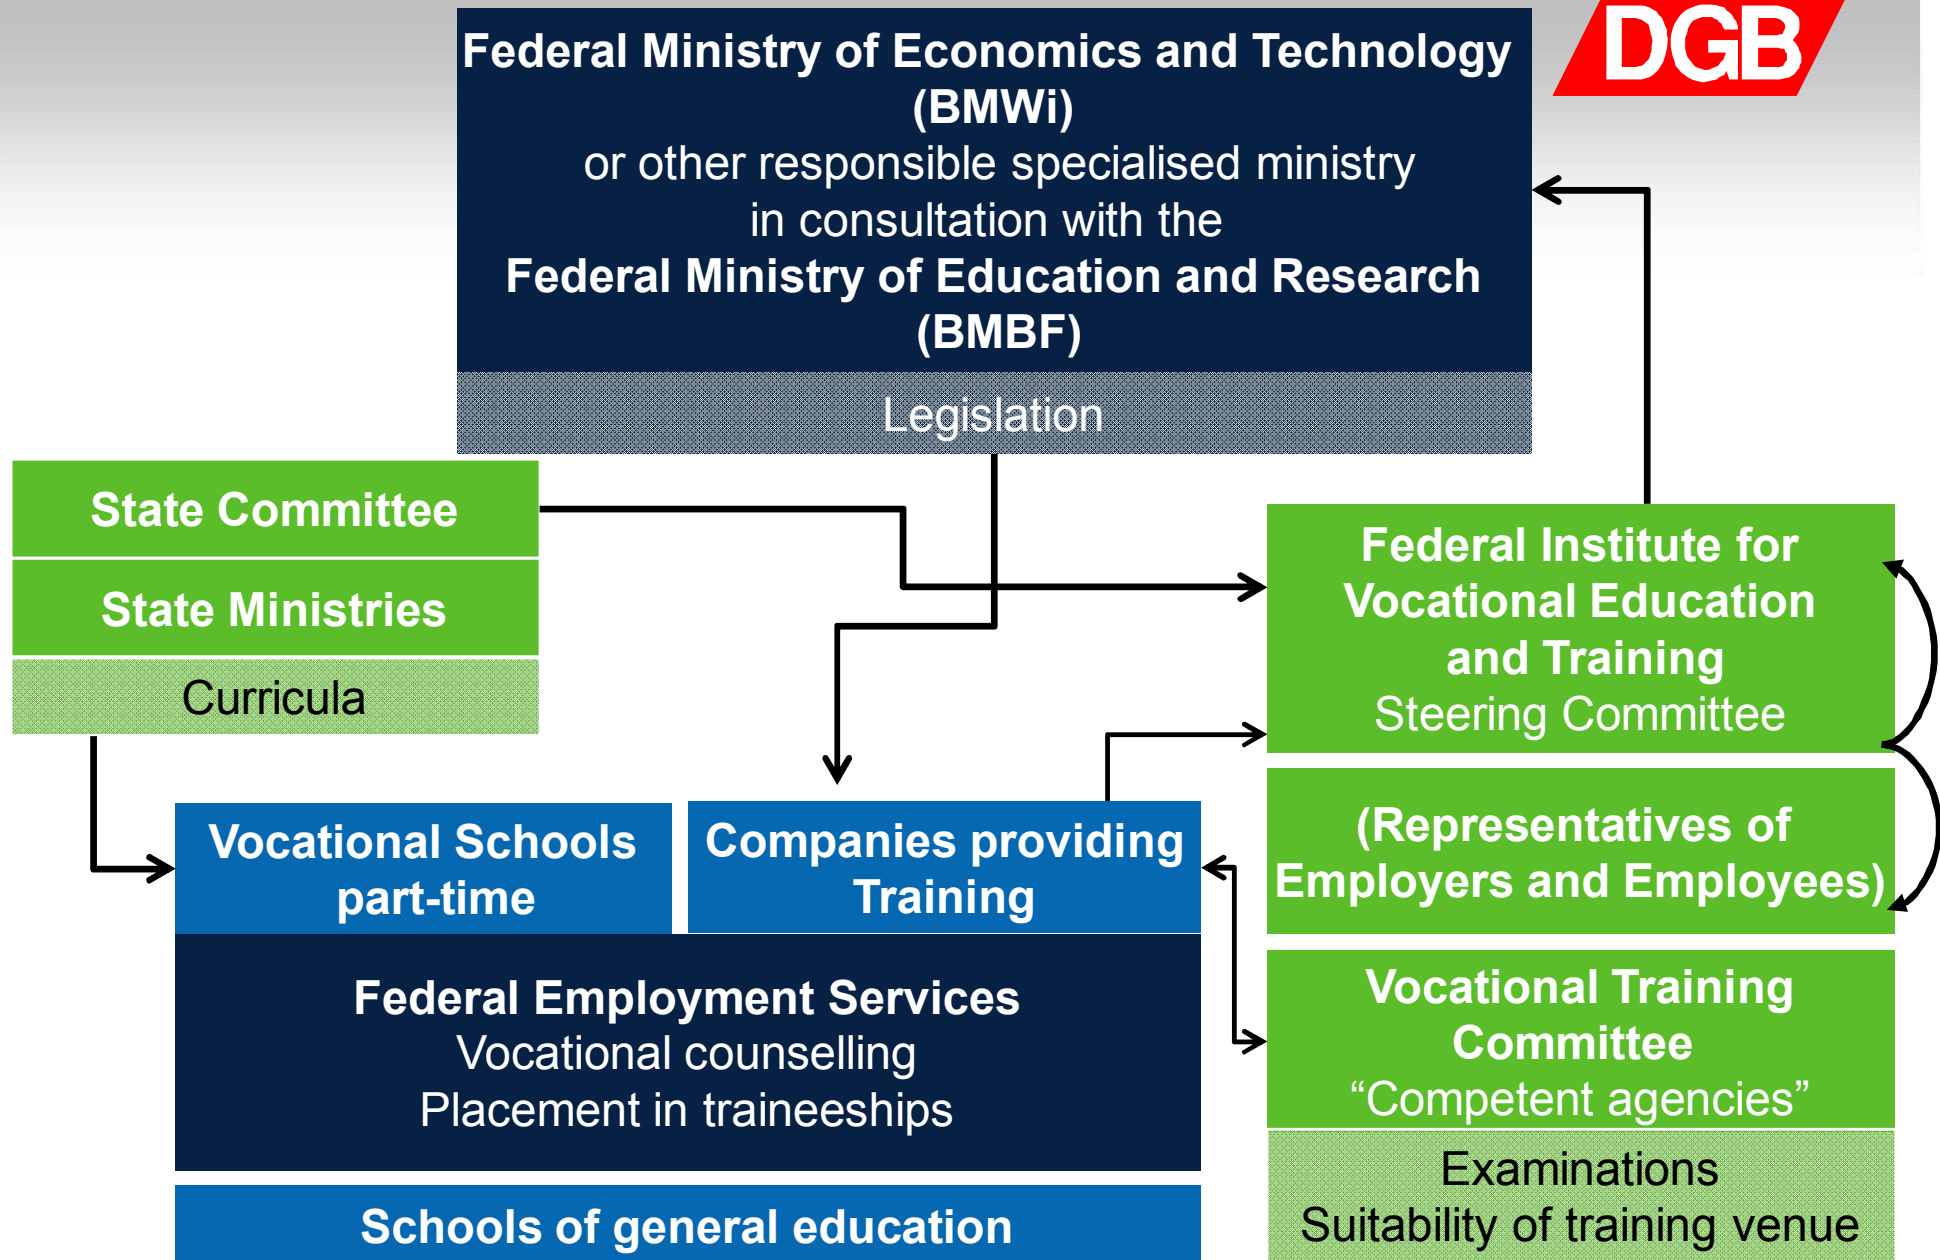 DGB
Federal Ministry of Economics and Technology
(BMWi)
or other responsible specialised ministry
in consultation with the
Federal Ministry of Education and Research
(BMBF)
Legislation
State Committee
State Ministries
Curricula
Federal Institute for
Vocational Education
and Training
Steering Committee
(Representatives of
Employers and Employees)
Vocational Schools
part-time
Companies providing
Training
Federal Employment Services
Vocational counselling
Placement in traineeships
Vocational Training
Committee
“Competent agencies”
Examinations
Suitability of training venue
Schools of general education